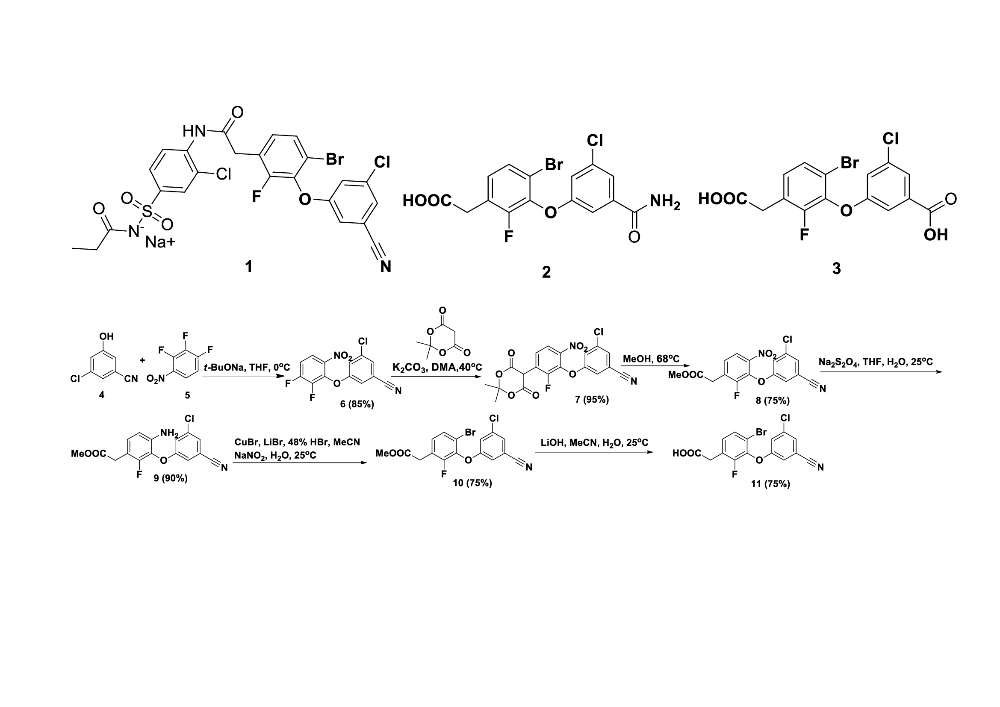 O
HN
Br
Cl
Cl
F
O
O
O
S
O
N-
Na+
N
1
Cl
Br
HOOC
NH2
O
F
O
2
Cl
Br
HOOC
O
O
F
OH
3
O
O
O
O
OH
Cl
CN
4
+
F
F
F
O2N
5
t-BuONa, THF, 0°C
Cl
NO2
F
O
F
N
6 (85%)
K2CO3, DMA,40°C
Cl
O
NO2
O
O
F
O
O
N
7 (95%)
MeOH, 68°C
Cl
NO2
MeOOC
O
F
N
8 (75%)
Na2S2O4, THF, H2O, 25°C
Cl
NH2
MeOOC
O
F
N
9 (90%)
CuBr, LiBr, 48% HBr, MeCN
NaNO2, H2O, 25°C
Cl
Br
MeOOC
O
F
N
10 (75%)
LiOH, MeCN, H2O, 25°C
Cl
Br
HOOC
O
F
N
11 (75%)